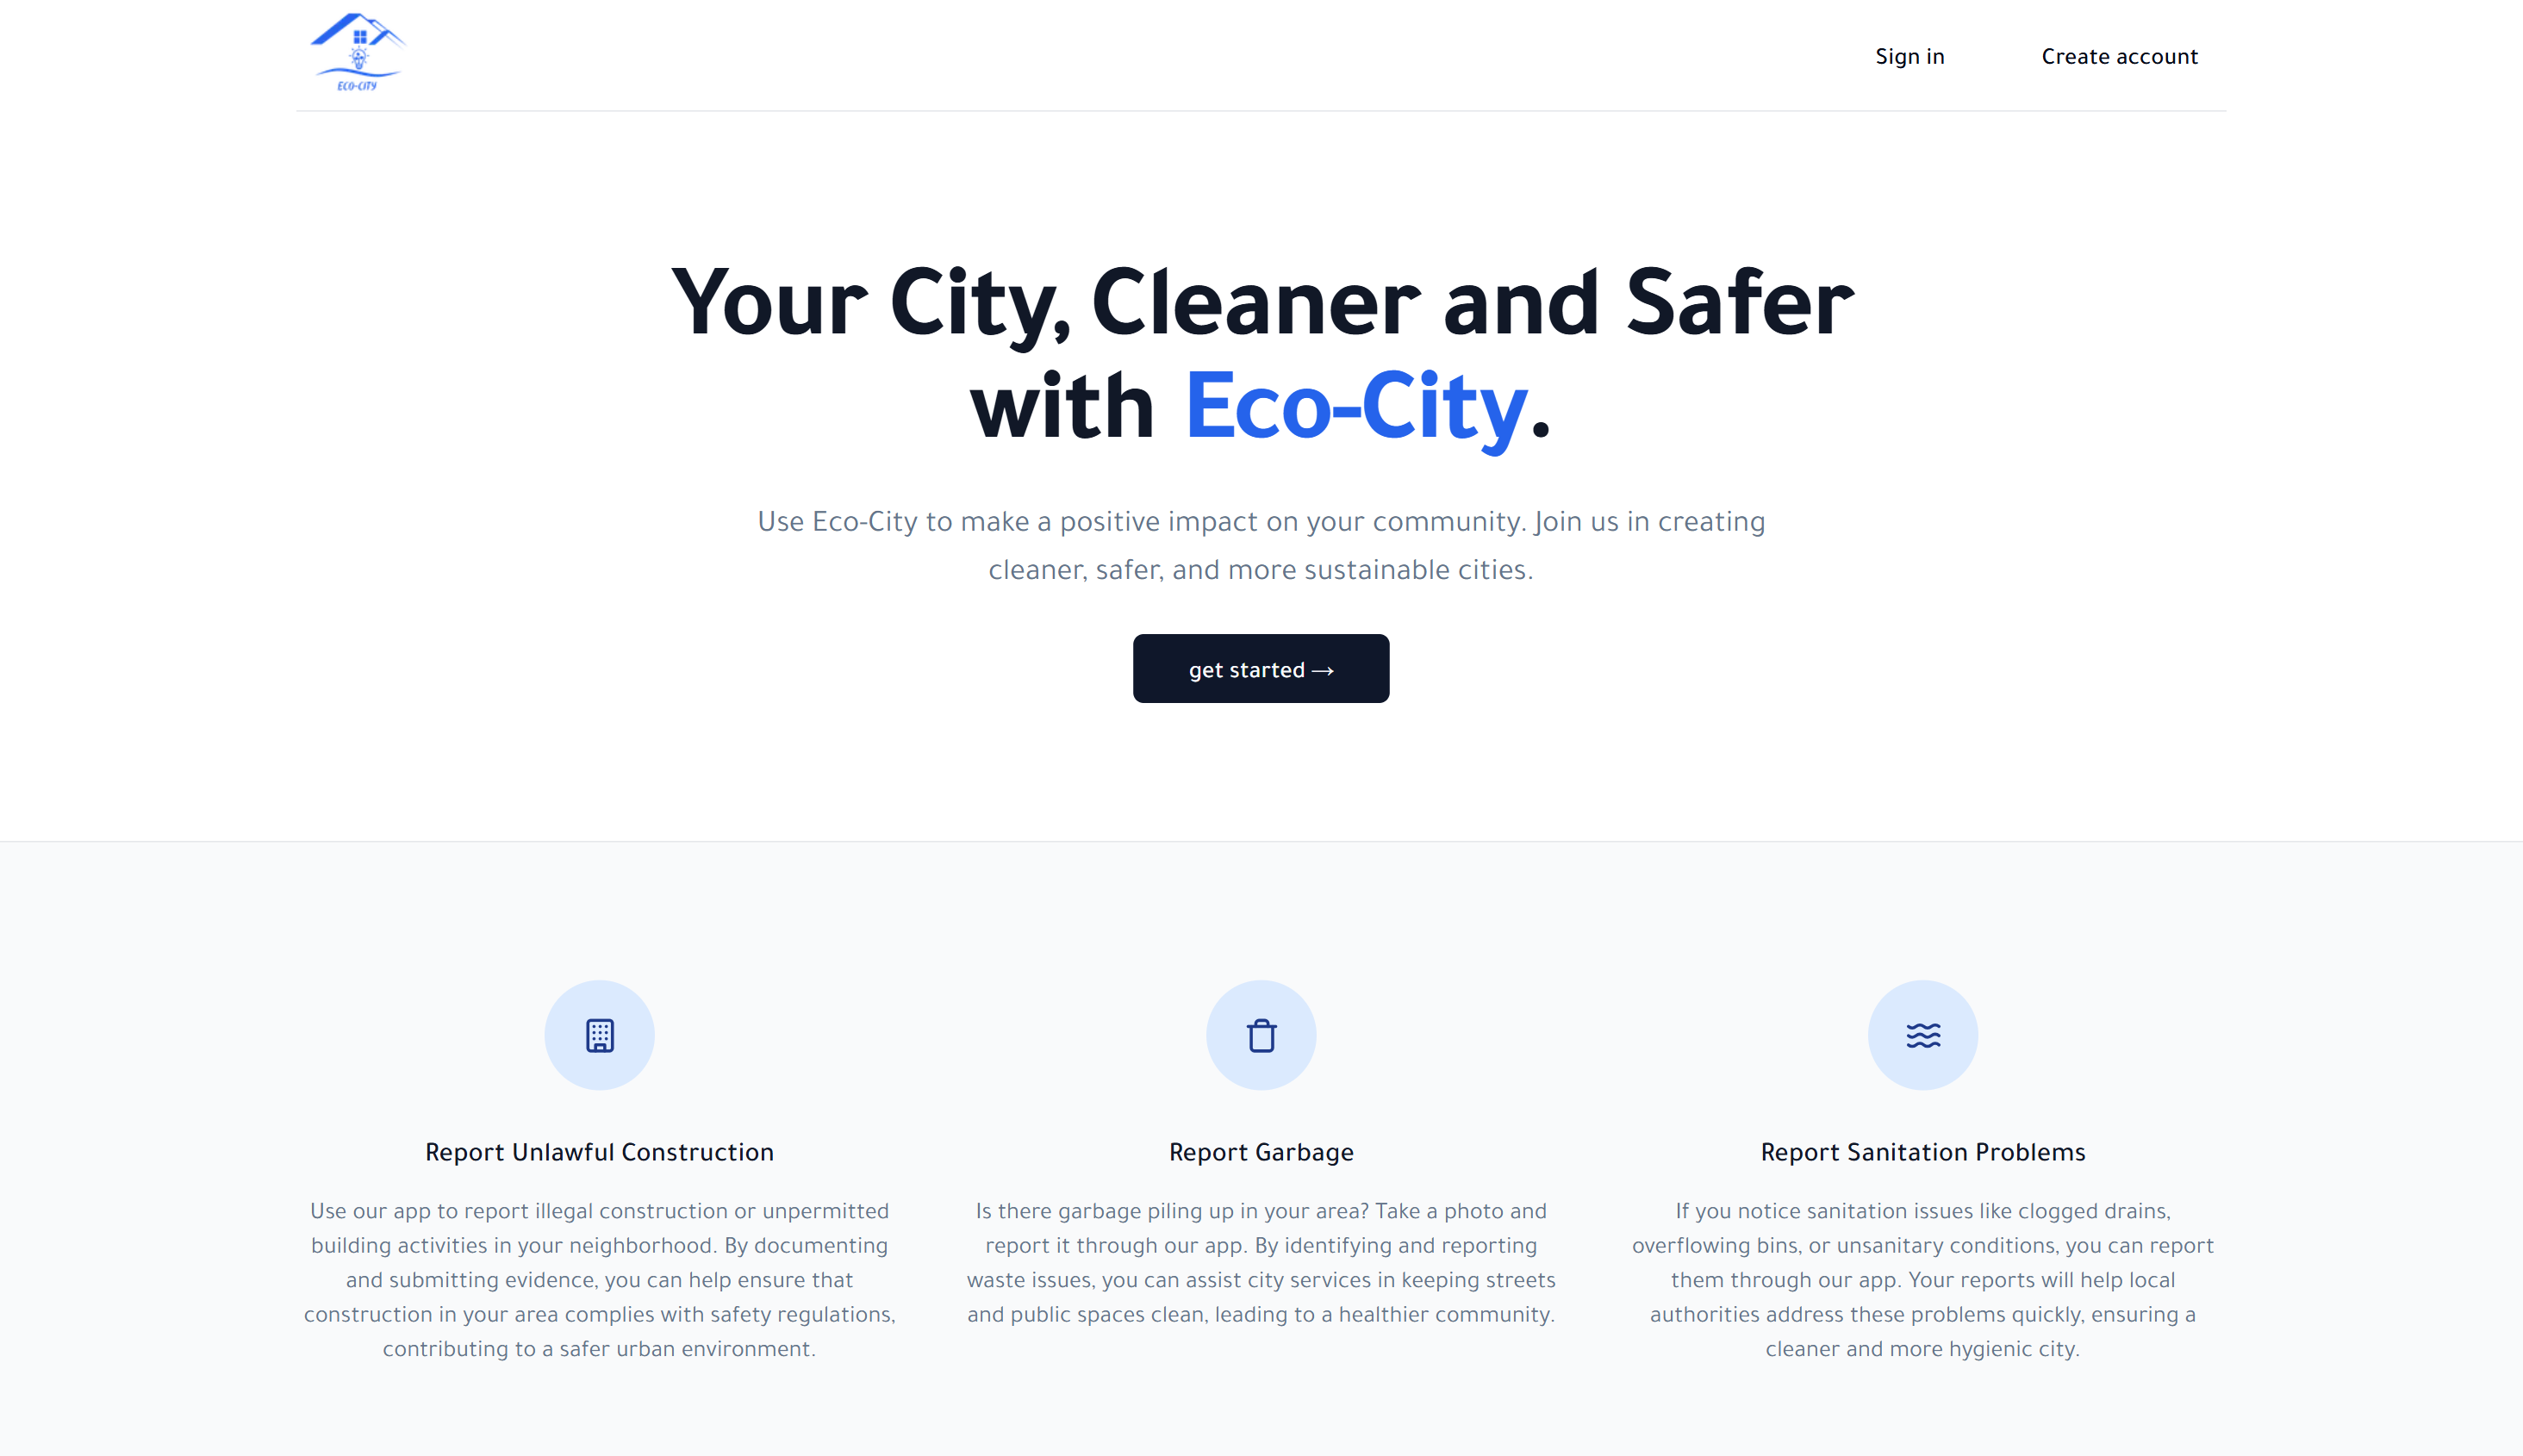 ECO-CITY
Sign in
Create account
Your City, Cleaner and Safer
with Eco-City.
Use Eco-City to make a positive impact on your community. Join us in creating
cleaner, safer, and more sustainable cities.
get started →
Report Unlawful Construction
Use our app to report illegal construction or unpermitted
building activities in your neighborhood. By documenting
and submitting evidence, you can help ensure that
construction in your area complies with safety regulations,
contributing to a safer urban environment.
Report Garbage
Is there garbage piling up in your area? Take a photo and
report it through our app. By identifying and reporting
waste issues, you can assist city services in keeping streets
and public spaces clean, leading to a healthier community.
Report Sanitation Problems
If you notice sanitation issues like clogged drains,
overflowing bins, or unsanitary conditions, you can report
them through our app. Your reports will help local
authorities address these problems quickly, ensuring a
cleaner and more hygienic city.